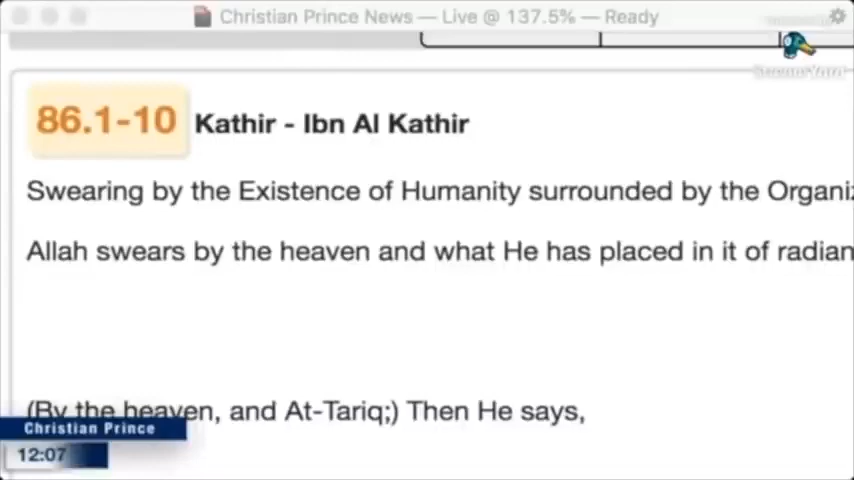 Christian Prince News — Live @ 137.5% — Ready
StreamYard
86.1-10 Kathir - Ibn Al Kathir
Swearing by the Existence of Humanity surrounded by the Organiz
Allah swears by the heaven and what He has placed in it of radian
(By the heaven, and At-Tariq;) Then He says,
Christian Prince
12:07